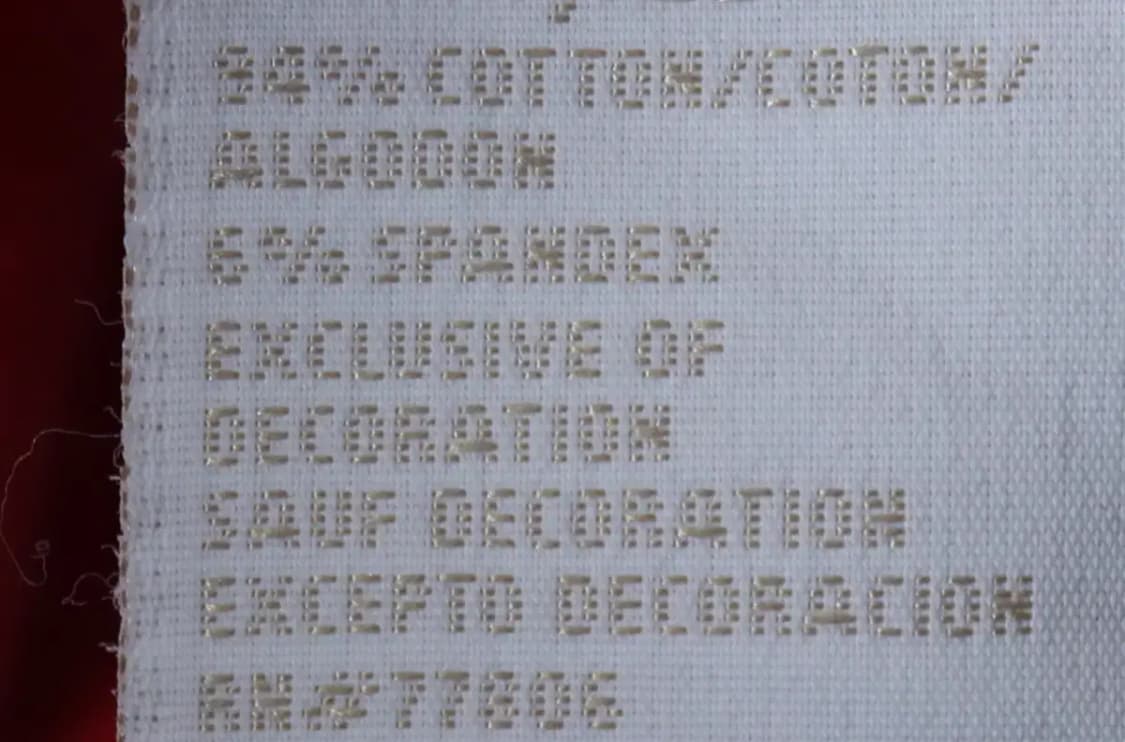 94% COTTON/COTON/
ALGODON
6% SPANDEX
EXCLUSIVE OF
DECORATION
SAUF DECORATION
EXCEPTO DECORACION
RN#77806